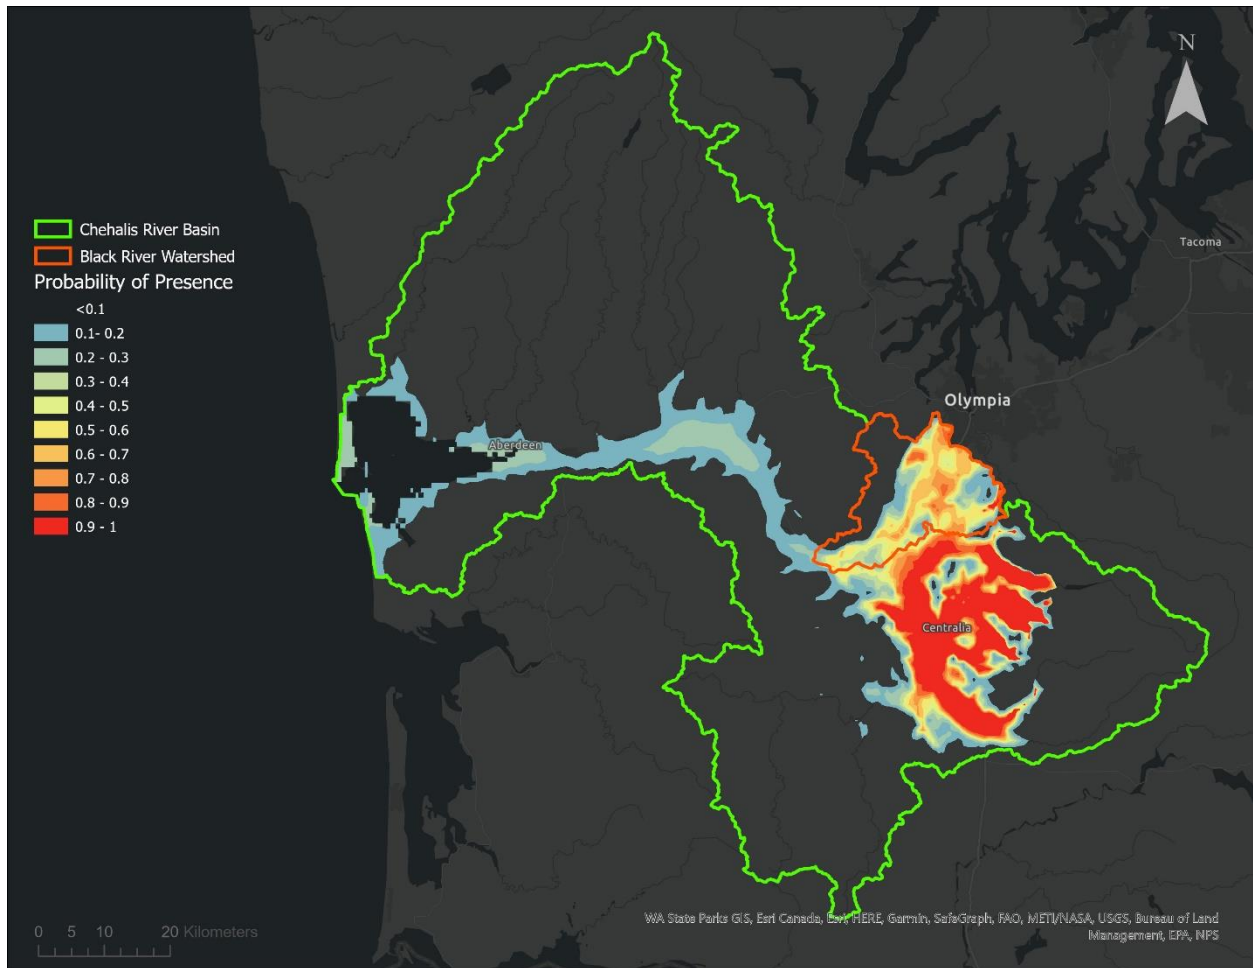 N
Tacoma
Chehalis River Basin
Black River Watershed
Probability of Presence
<0.1
0.1- 0.2
0.2 - 0.3
0.3 - 0.4
0.4 - 0.5
0.5 - 0.6
0.6 - 0.7
0.7 - 0.8
0.8 - 0.9
0.9 - 1
Olympia
Aberdeen
Centralia
WA State Parks GIS, Esri Canada, Esri, HERE, Garmin, SafeGraph, FAO, METI/NASA, USGS, Bureau of Land
Management, EPA, NPS
0 5 10 20 Kilometers